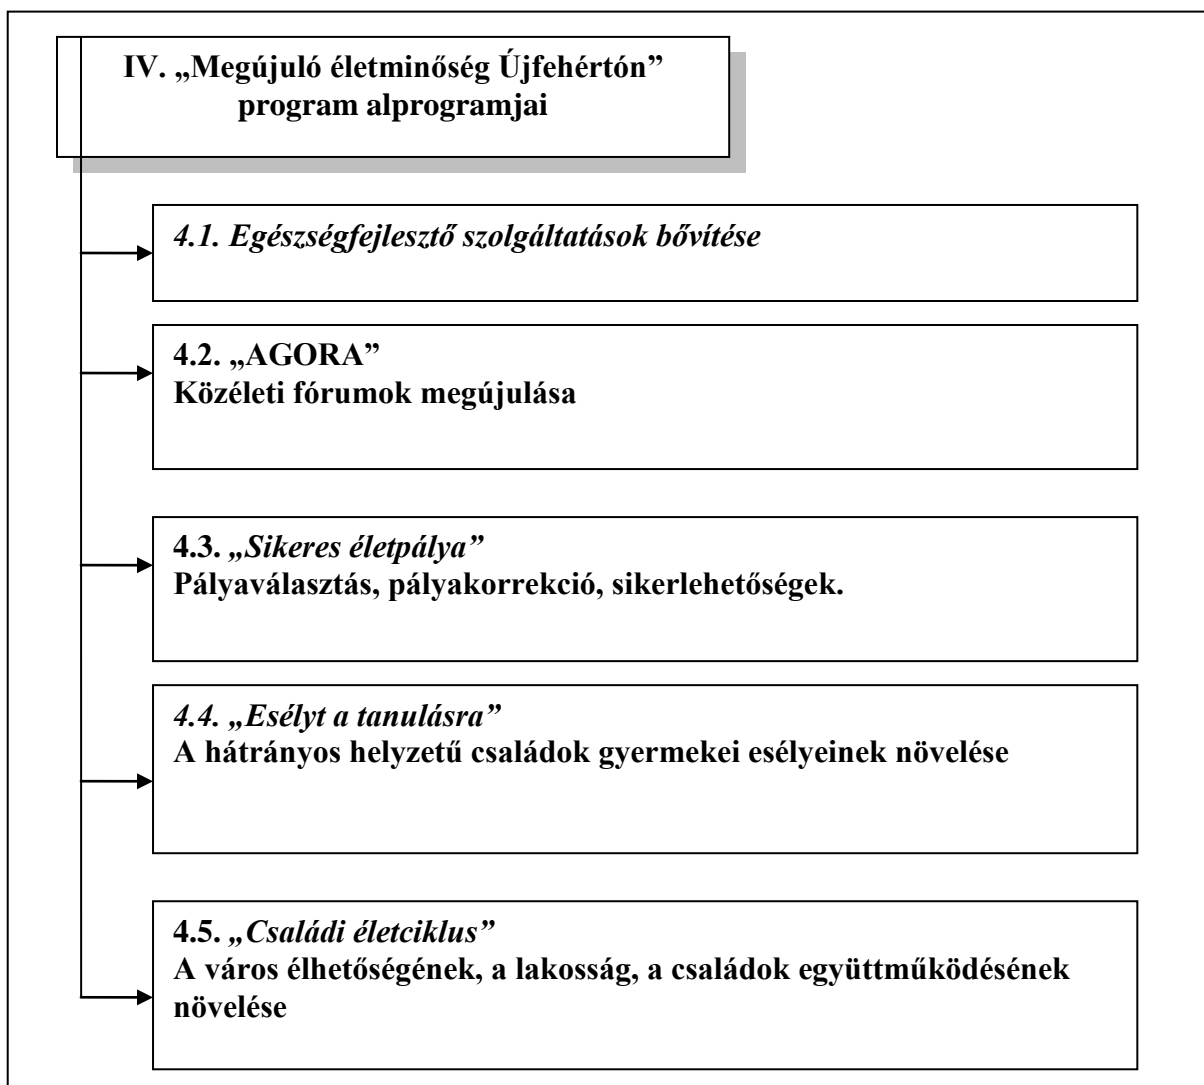 IV. „Megújuló életminőség Újfehértón”
program alprogramjai
4.1. Egészségfejlesztő szolgáltatások bővítése
4.2. „AGORA”
Közéleti fórumok megújulása
4.3. „Sikeres életpálya”
Pályaválasztás, pályakorrekció, sikerlehetőségek.
4.4. „Esélyt a tanulásra”
A hátrányos helyzetű családok gyermekei esélyeinek növelése
4.5. „Családi életciklus”
A város élhetőségének, a lakosság, a családok együttműködésének
növelése